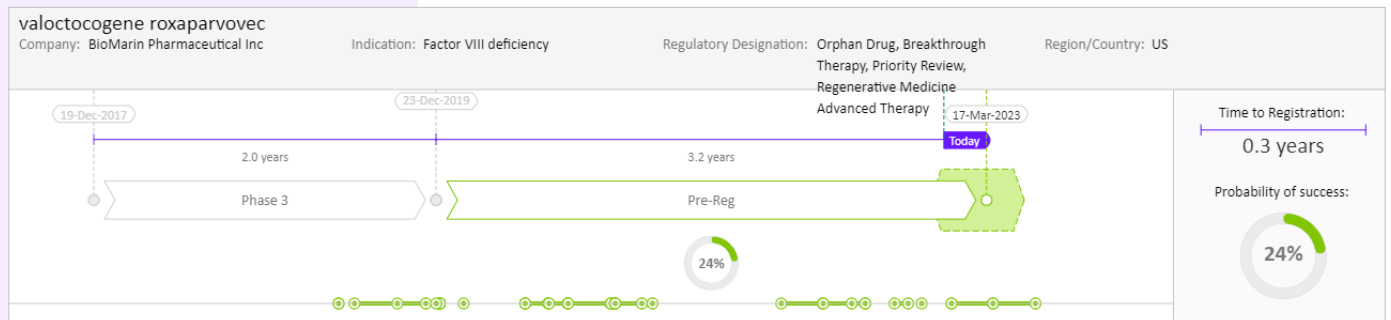 valoctocogene roxaparvovec
Company: BioMarin Pharmaceutical Inc Indication: Factor VIII deficiency Regulatory Designation: Orphan Drug, Breakthrough Region/Country: US
Therapy, Priority Review,
Regenerative Medicine
Advanced Therapy
19-Dec-2017
23-Dec-2019
17-Mar-2023
Today
2.0 years
3.2 years
Phase 3
Pre-Reg
24%
Time to Registration:
0.3 years
Probability of success:
24%